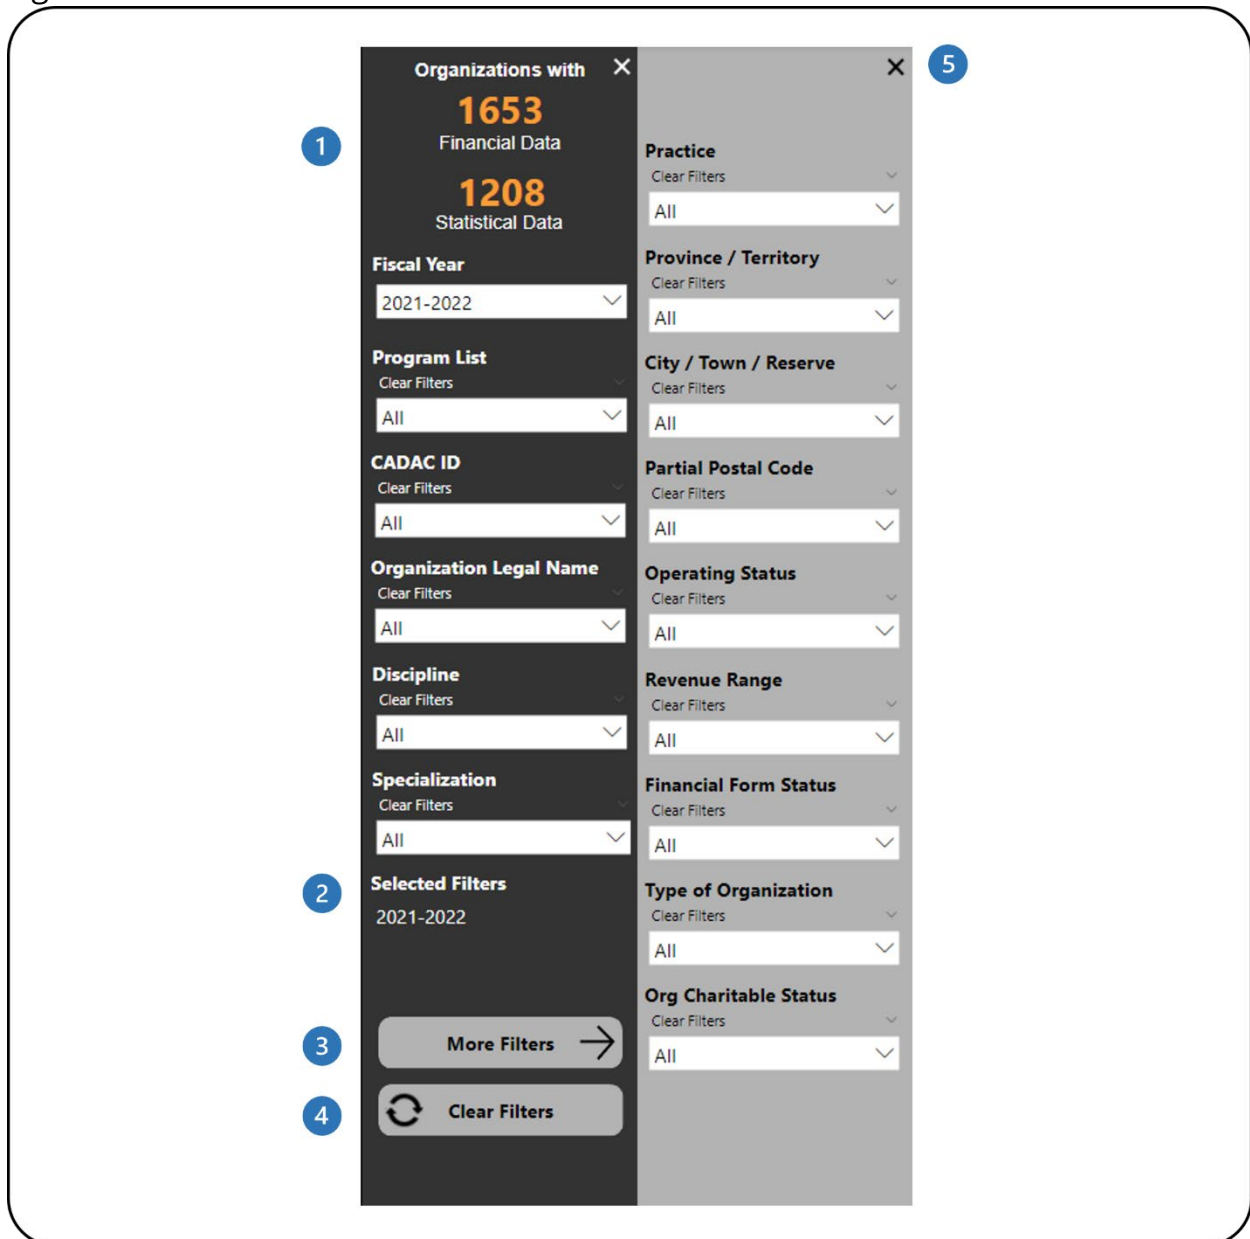 Organizations with
1653
Financial Data
1208
Statistical Data
Fiscal Year
2021-2022
Program List
Clear Filters
All
CADAC ID
Clear Filters
All
Organization Legal Name
Clear Filters
All
Discipline
Clear Filters
All
Specialization
Clear Filters
All
Selected Filters
2021-2022
More Filters
Clear Filters
Practice
Clear Filters
All
Province / Territory
Clear Filters
All
City / Town / Reserve
Clear Filters
All
Partial Postal Code
Clear Filters
All
Operating Status
Clear Filters
All
Revenue Range
Clear Filters
All
Financial Form Status
Clear Filters
All
Type of Organization
Clear Filters
All
Org Charitable Status
Clear Filters
All
1
2
3
4
5